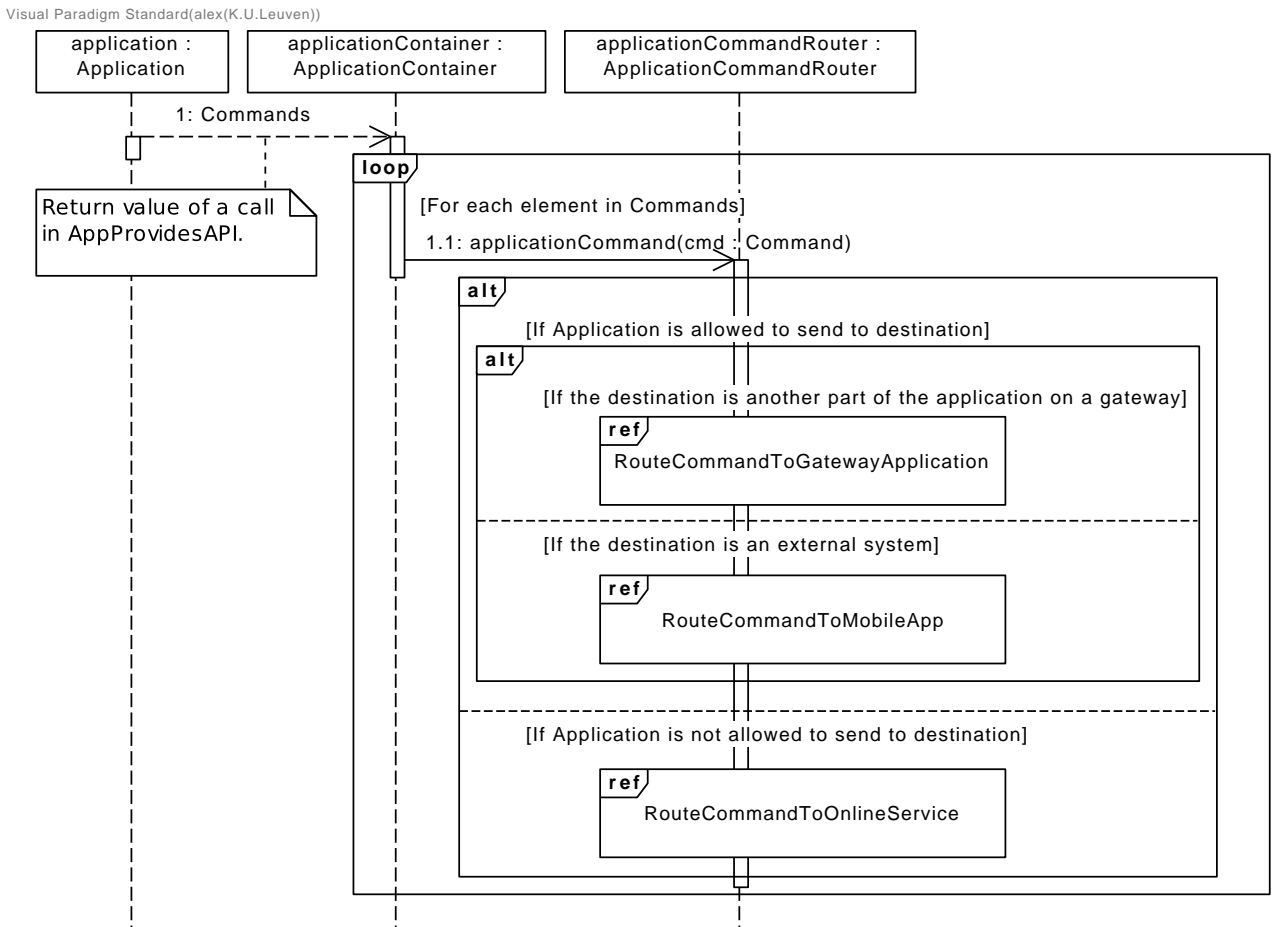 Visual Paradigm Standard(alex(K.U.Leuven))
application :
Application
applicationContainer :
ApplicationContainer
applicationCommandRouter :
ApplicationCommandRouter
1: Commands
loop
Return value of a call
in AppProvidesAPI.
[For each element in Commands]
1.1: applicationCommand(cmd : Command)
alt
[If Application is allowed to send to destination]
alt
[If the destination is another part of the application on a gateway]
ref
RouteCommandToGatewayApplication
[If the destination is an external system]
ref
RouteCommandToMobileApp
[If Application is not allowed to send to destination]
ref
RouteCommandToOnlineService